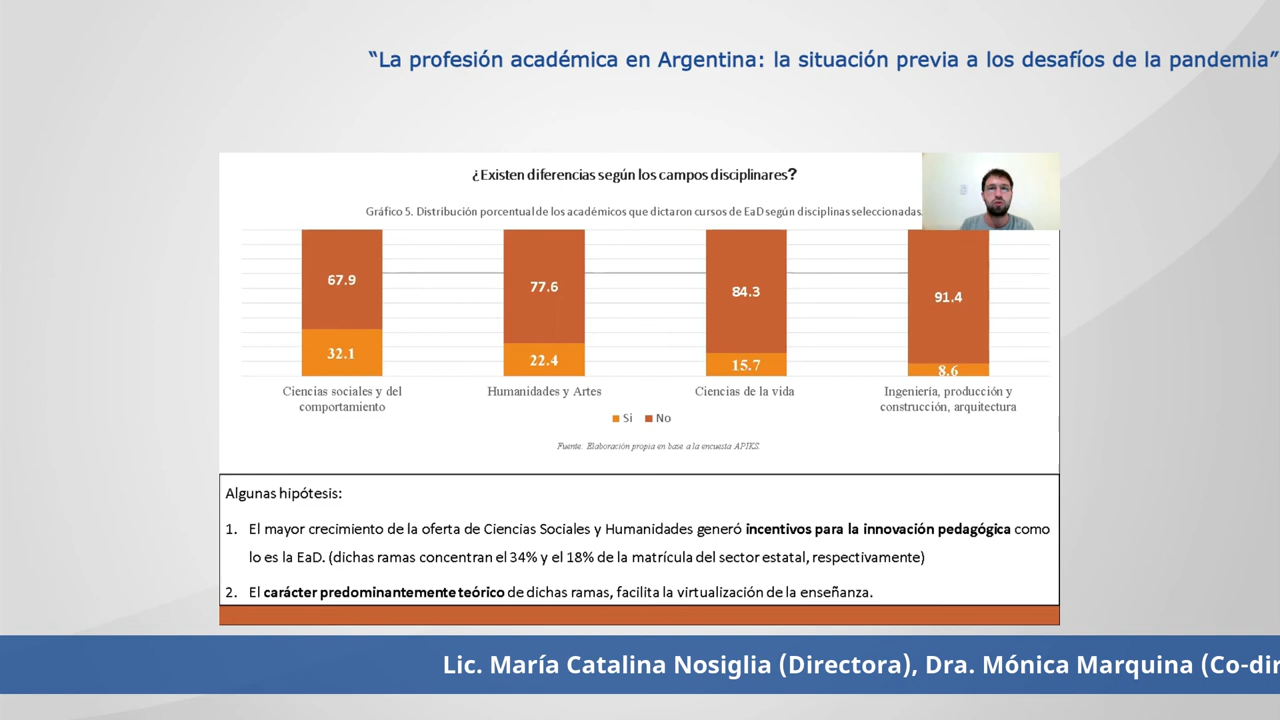 “La profesión académica en Argentina: la situación previa a los desafíos de la pandemia”
¿Existen diferencias según los campos disciplinares?
Gráfico 5. Distribución porcentual de los académicos que dictaron cursos de EaD según disciplinas seleccionadas.
67.9 77.6 84.3 91.4
32.1 22.4 15.7 8.6
Ciencias sociales y del Humanidades y Artes Ciencias de la vida Ingeniería, producción y
comportamiento construcción, arquitectura
Si No
Fuente. Elaboración propia en base a la encuesta APIKS.
Algunas hipótesis:
1. El mayor crecimiento de la oferta de Ciencias Sociales y Humanidades generó incentivos para la innovación pedagógica como
lo es la EaD. (dichas ramas concentran el 34% y el 18% de la matrícula del sector estatal, respectivamente)
2. El carácter predominantemente teórico de dichas ramas, facilita la virtualización de la enseñanza.
Lic. María Catalina Nosiglia (Directora), Dra. Mónica Marquina (Co-dir